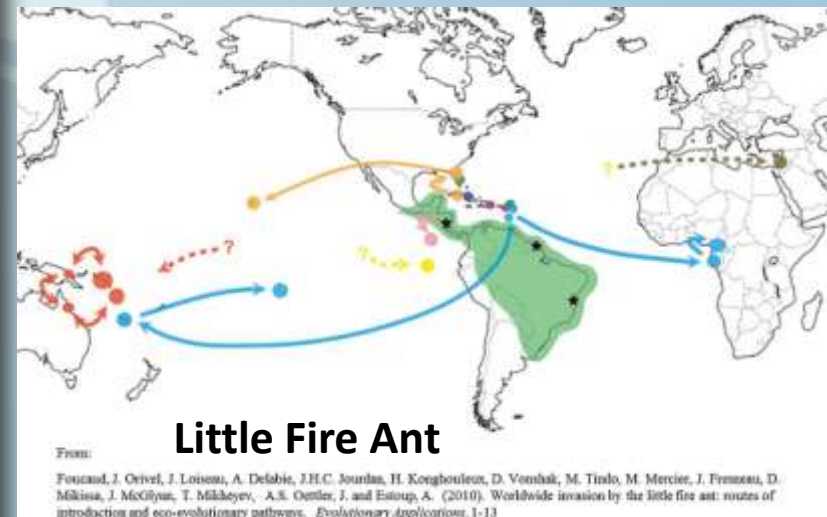 ?
?
?
Little Fire Ant
From:
Foucaud, J. Orivel, J. Loiseau, A. Delabie, J.H.C. Jourdan, H. Konghouleux, D. Vonshak, M. Tindo, M. Mercier, J. Fresneau, D.
Mikissa, J. McGlynn, T. Mikheyev, A.S. Oettler, J. and Estoup, A. (2010). Worldwide invasion by the little fire ant: routes of
introduction and eco-evolutionary pathways. Evolutionary Applications. 1-13